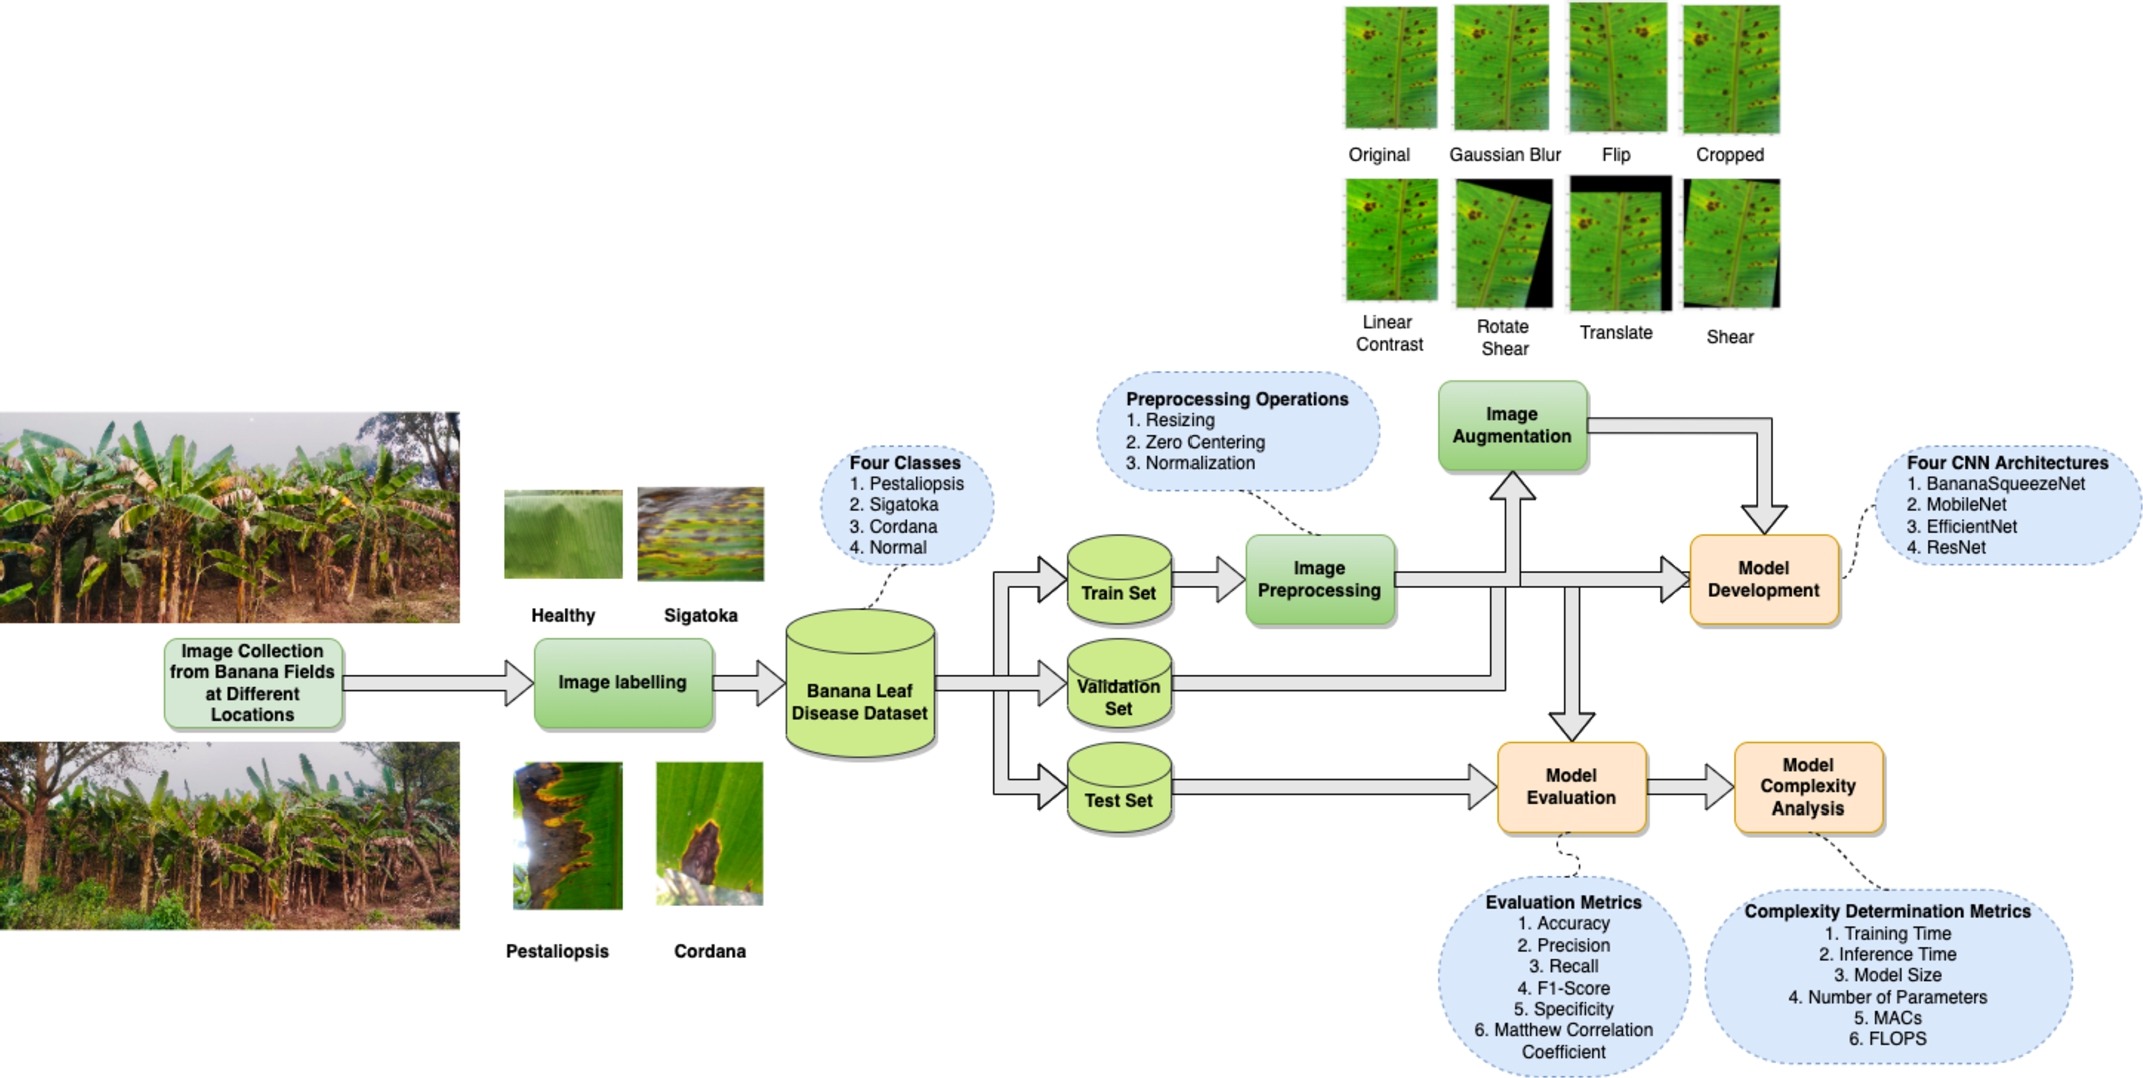 Original
Gaussian Blur
Flip
Cropped
Linear
Contrast
Rotate
Shear
Translate
Shear
Preprocessing Operations
1. Resizing
2. Zero Centering
3. Normalization
Image
Augmentation
Four CNN Architectures
1. BananaSqueezeNet
2. MobileNet
3. EfficientNet
4. ResNet
Four Classes
1. Pestaliopsis
2. Sigatoka
3. Cordana
4. Normal
Healthy
Sigatoka
Train Set
Image
Preprocessing
Model
Development
Image Collection
from Banana Fields
at Different
Locations
Image labelling
Banana Leaf
Disease Dataset
Validation
Set
Test Set
Model
Evaluation
Model
Complexity
Analysis
Pestaliopsis
Cordana
Evaluation Metrics
1. Accuracy
2. Precision
3. Recall
4. F1-Score
5. Specificity
6. Matthew Correlation
Coefficient
Complexity Determination Metrics
1. Training Time
2. Inference Time
3. Model Size
4. Number of Parameters
5. MACs
6. FLOPS